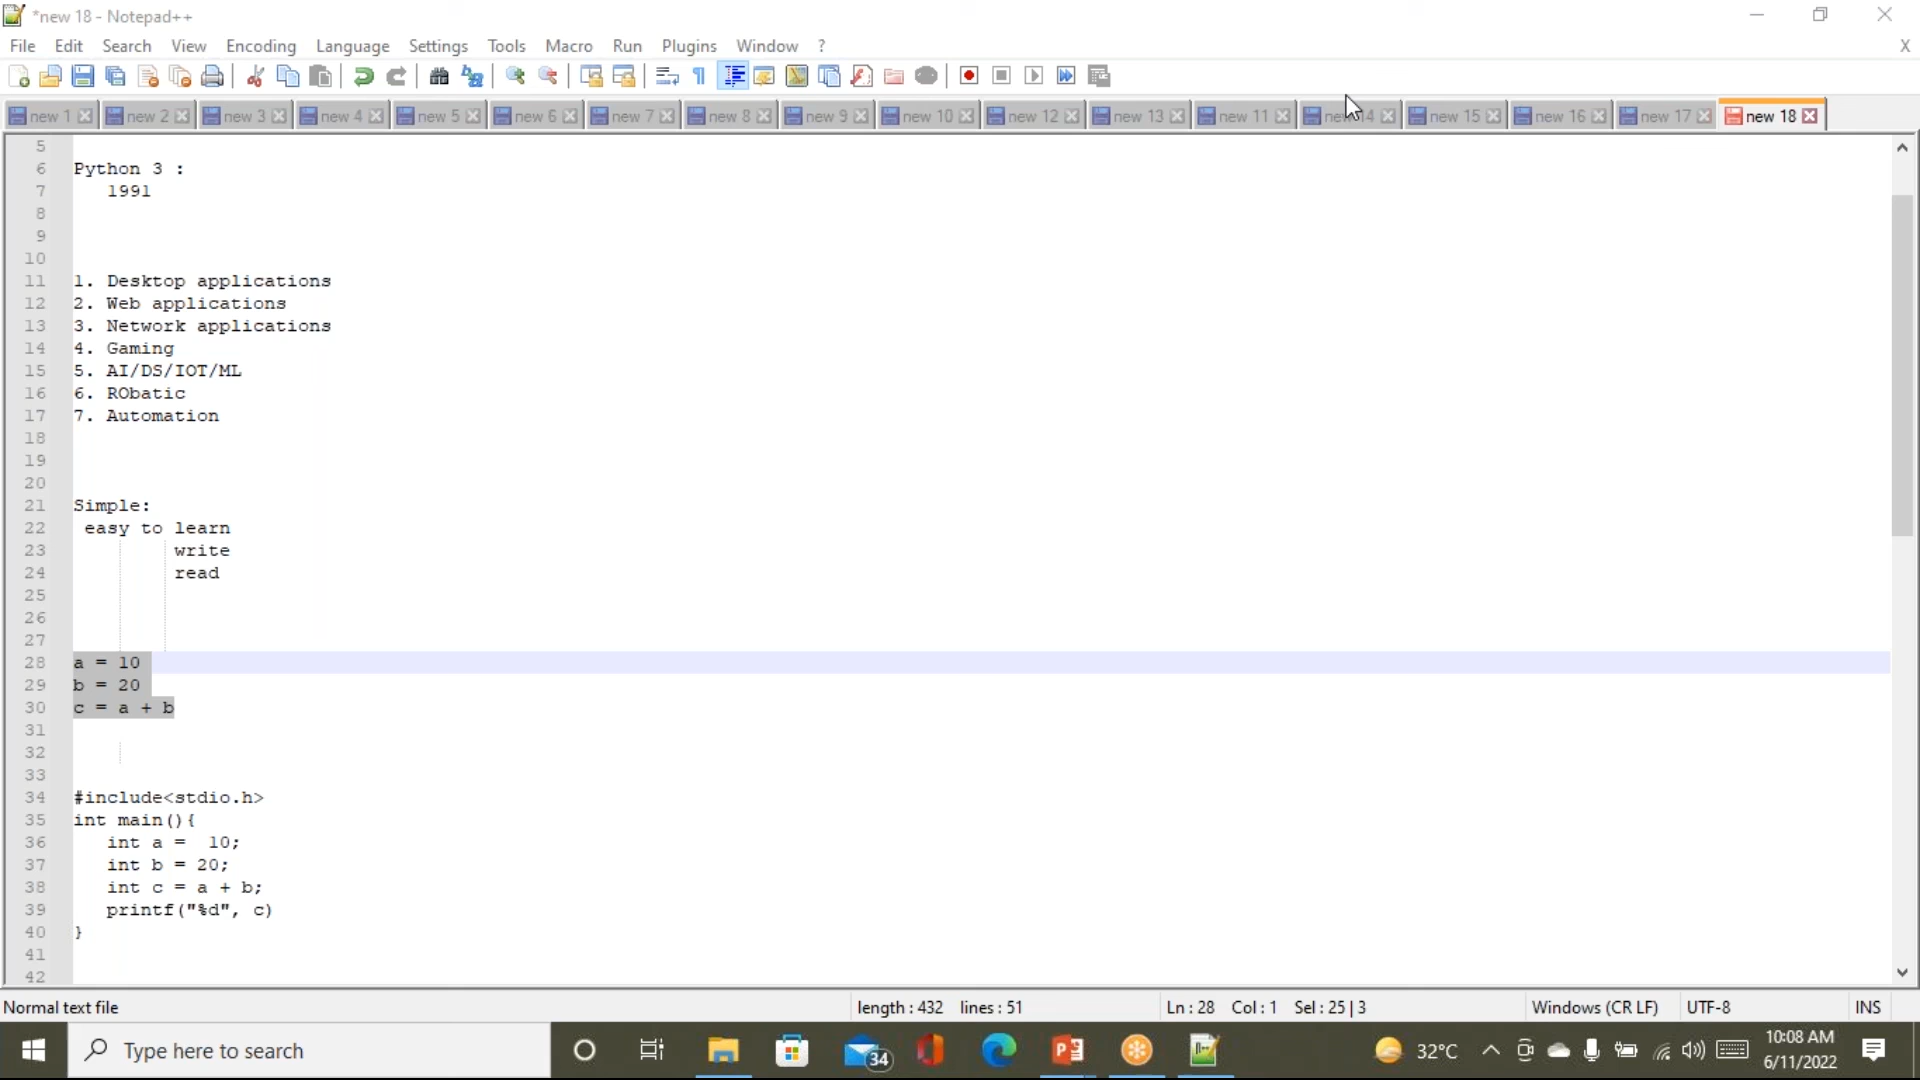 *new 18 - Notepad++
File Edit Search View Encoding Language Settings Tools Macro Run Plugins Window ? X
new 1 new 2 new 3 new 4 new 5 new 6 new 7 new 8 new 9 new 10 new 12 new 13 new 11 new 15 new 16 new 17 new 18
5
6 Python 3 :
7 1991
8
9
10
11 1. Desktop applications
12 2. Web applications
13 3. Network applications
14 4. Gaming
15 5. AI/DS/IOT/ML
16 6. RObatic
17 7. Automation
18
19
20
21 Simple:
22 easy to learn
23 write
24 read
25
26
27
28 a = 10
29 b = 20
30 c = a + b
31
32
33
34 #include<stdio.h>
35 int main(){
36 int a =  10;
37 int b = 20;
38 int c = a + b;
39 printf("%d", c)
40 }
41
42
Normal text file length : 432 lines : 51 Ln : 28 Col : 1 Sel : 25 | 3 Windows (CR LF) UTF-8 INS
Type here to search 34 32°C 10:08 AM
6/11/2022